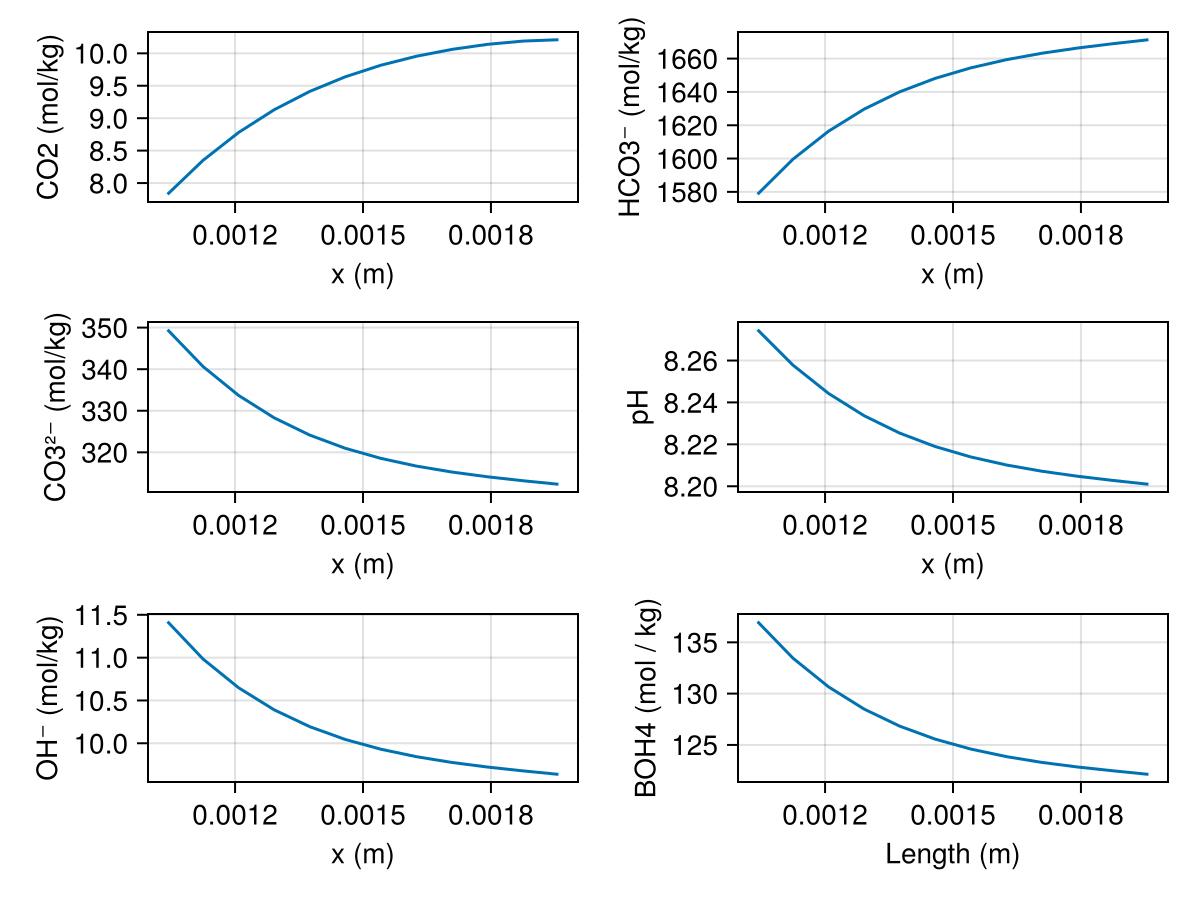 CO2 (mol/kg)
10.0
9.5
9.0
8.5
8.0
0.0012 0.0015 0.0018
x (m)
HCO3⁻ (mol/kg)
1660
1640
1620
1600
1580
0.0012 0.0015 0.0018
x (m)
CO3²⁻ (mol/kg)
350
340
330
320
0.0012 0.0015 0.0018
x (m)
pH
8.26
8.24
8.22
8.20
0.0012 0.0015 0.0018
x (m)
OH⁻ (mol/kg)
11.5
11.0
10.5
10.0
0.0012 0.0015 0.0018
x (m)
BOH4 (mol / kg)
135
130
125
0.0012 0.0015 0.0018
Length (m)